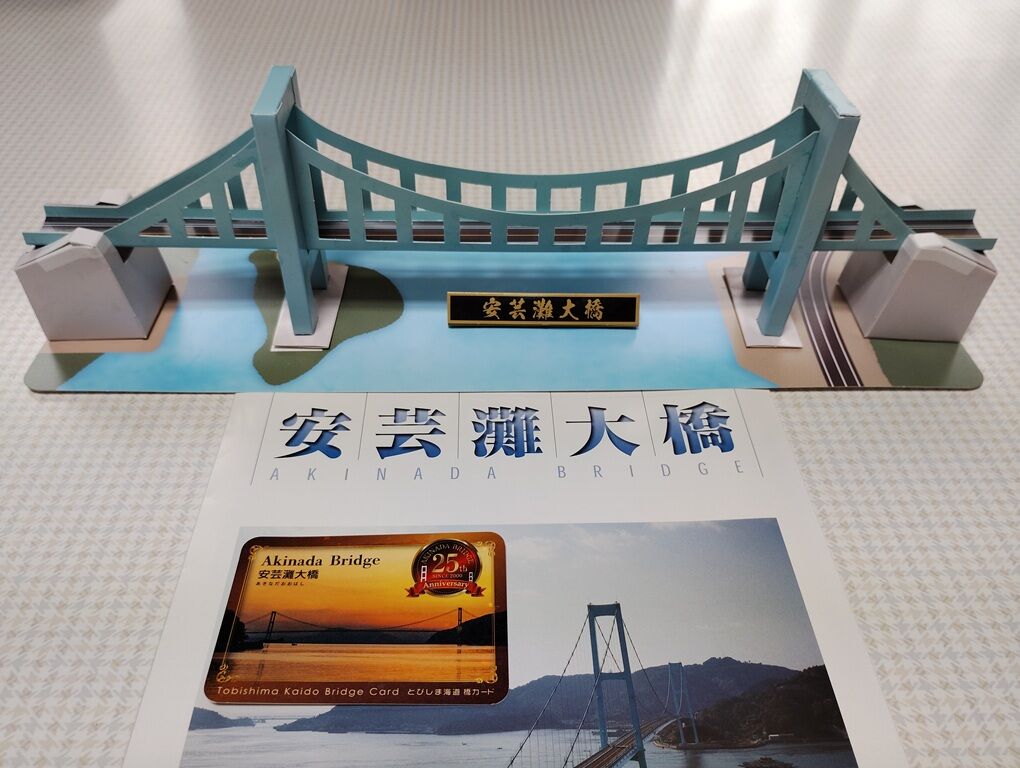 安芸灘大橋
安芸灘大橋
AKINADA BRIDGE
Akinada Bridge
安芸灘大橋
あきなだおおはし
AKINADA BRIDGE
25th
SINCE 2000
Anniversary
Tobishima Kaido Bridge Card とびしま海道 橋カード